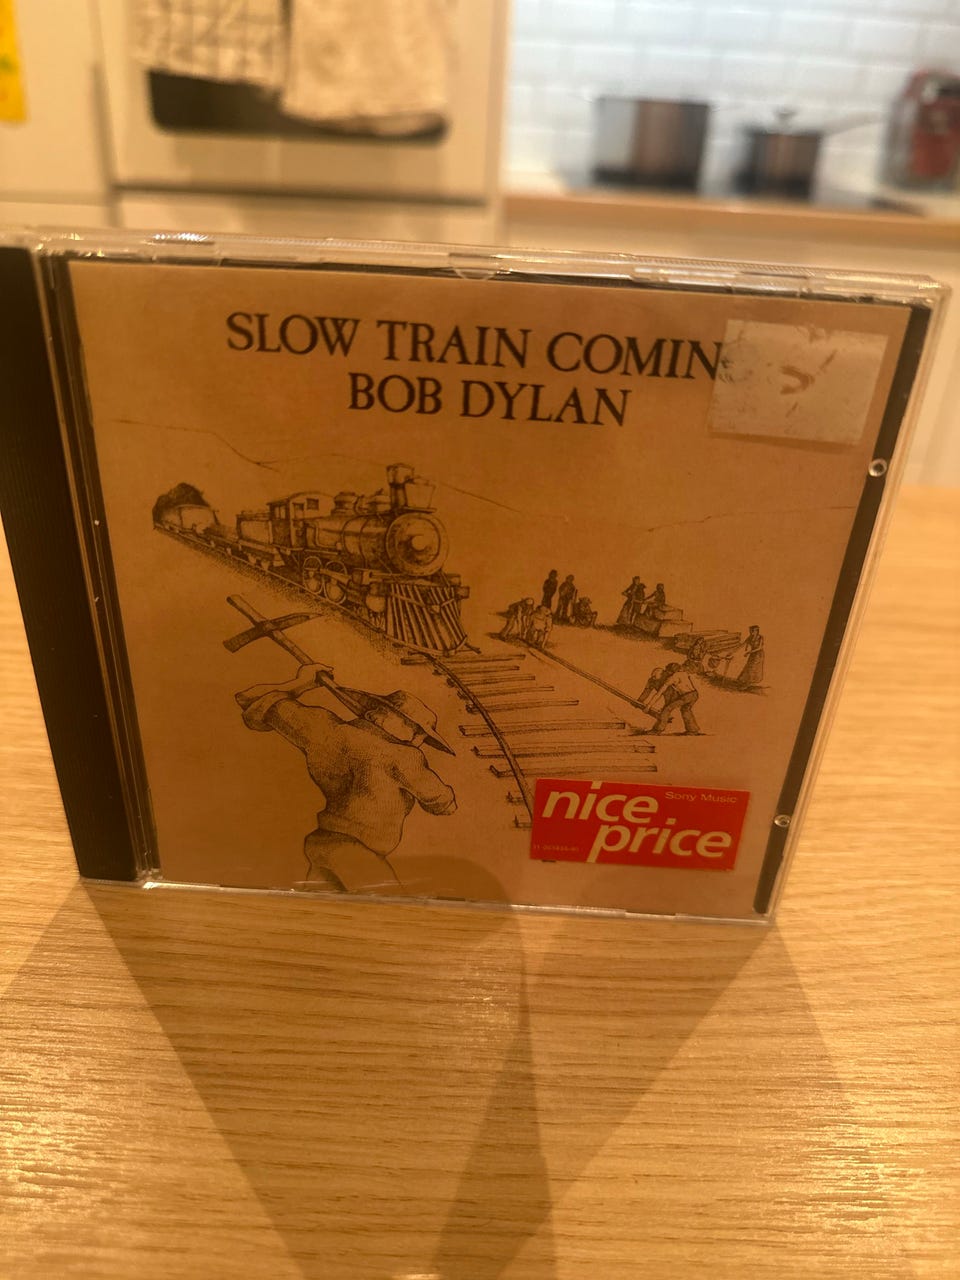 SLOW TRAIN COMIN
BOB DYLAN
nice
Sony Music
price